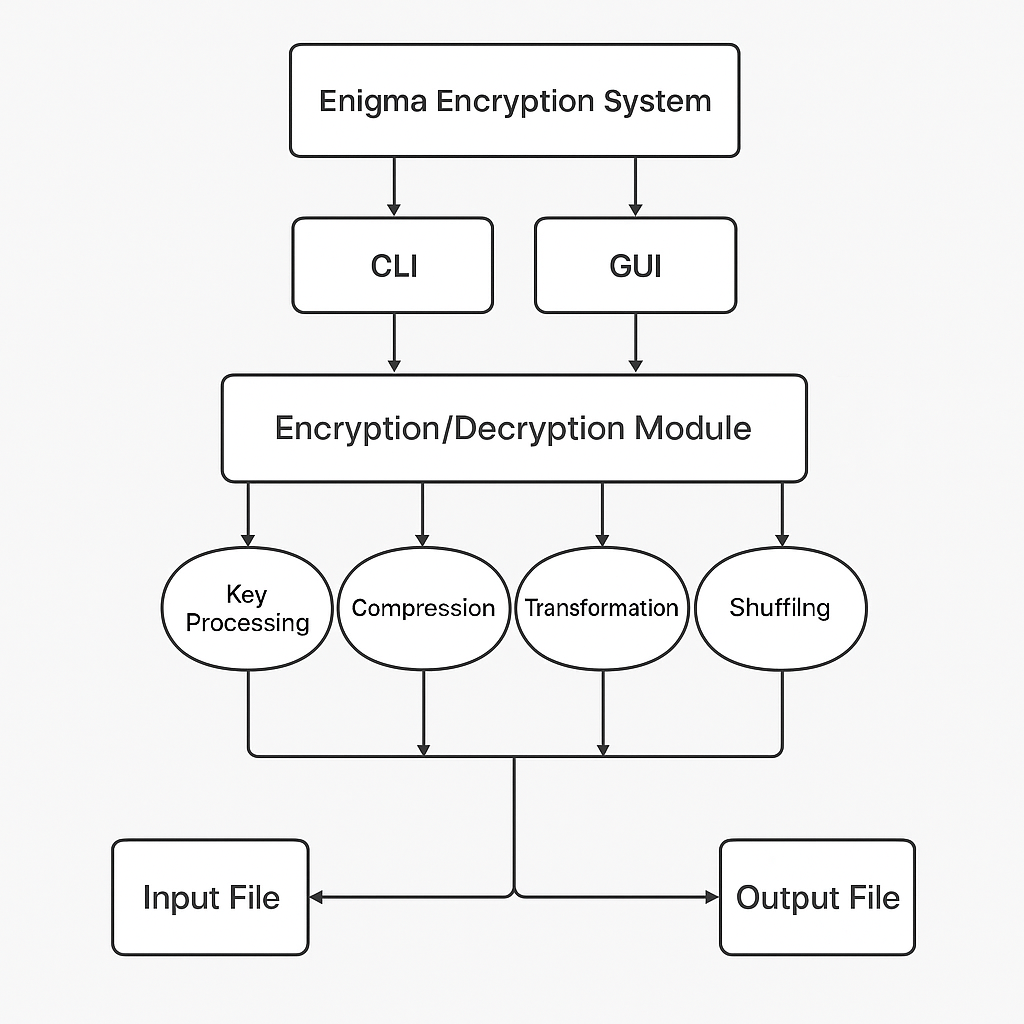 Enigma Encryption System
CLI
GUI
Encryption/Decryption Module
Key
Processing
Compression
Transformation
Shuffilng
Input File
Output File